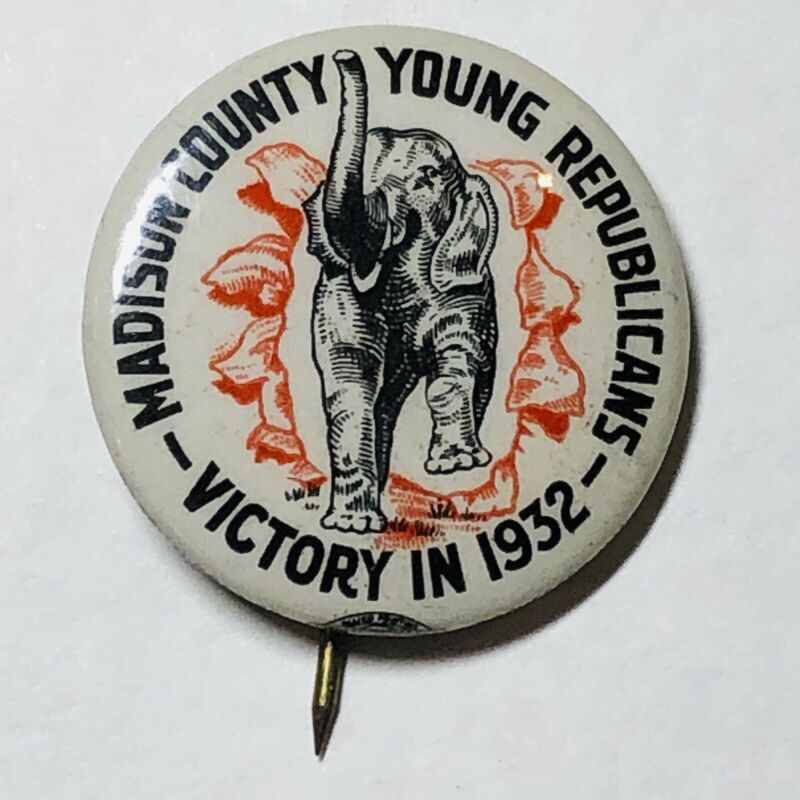 MADISON COUNTY YOUNG REPUBLICANS
– VICTORY IN 1932 –